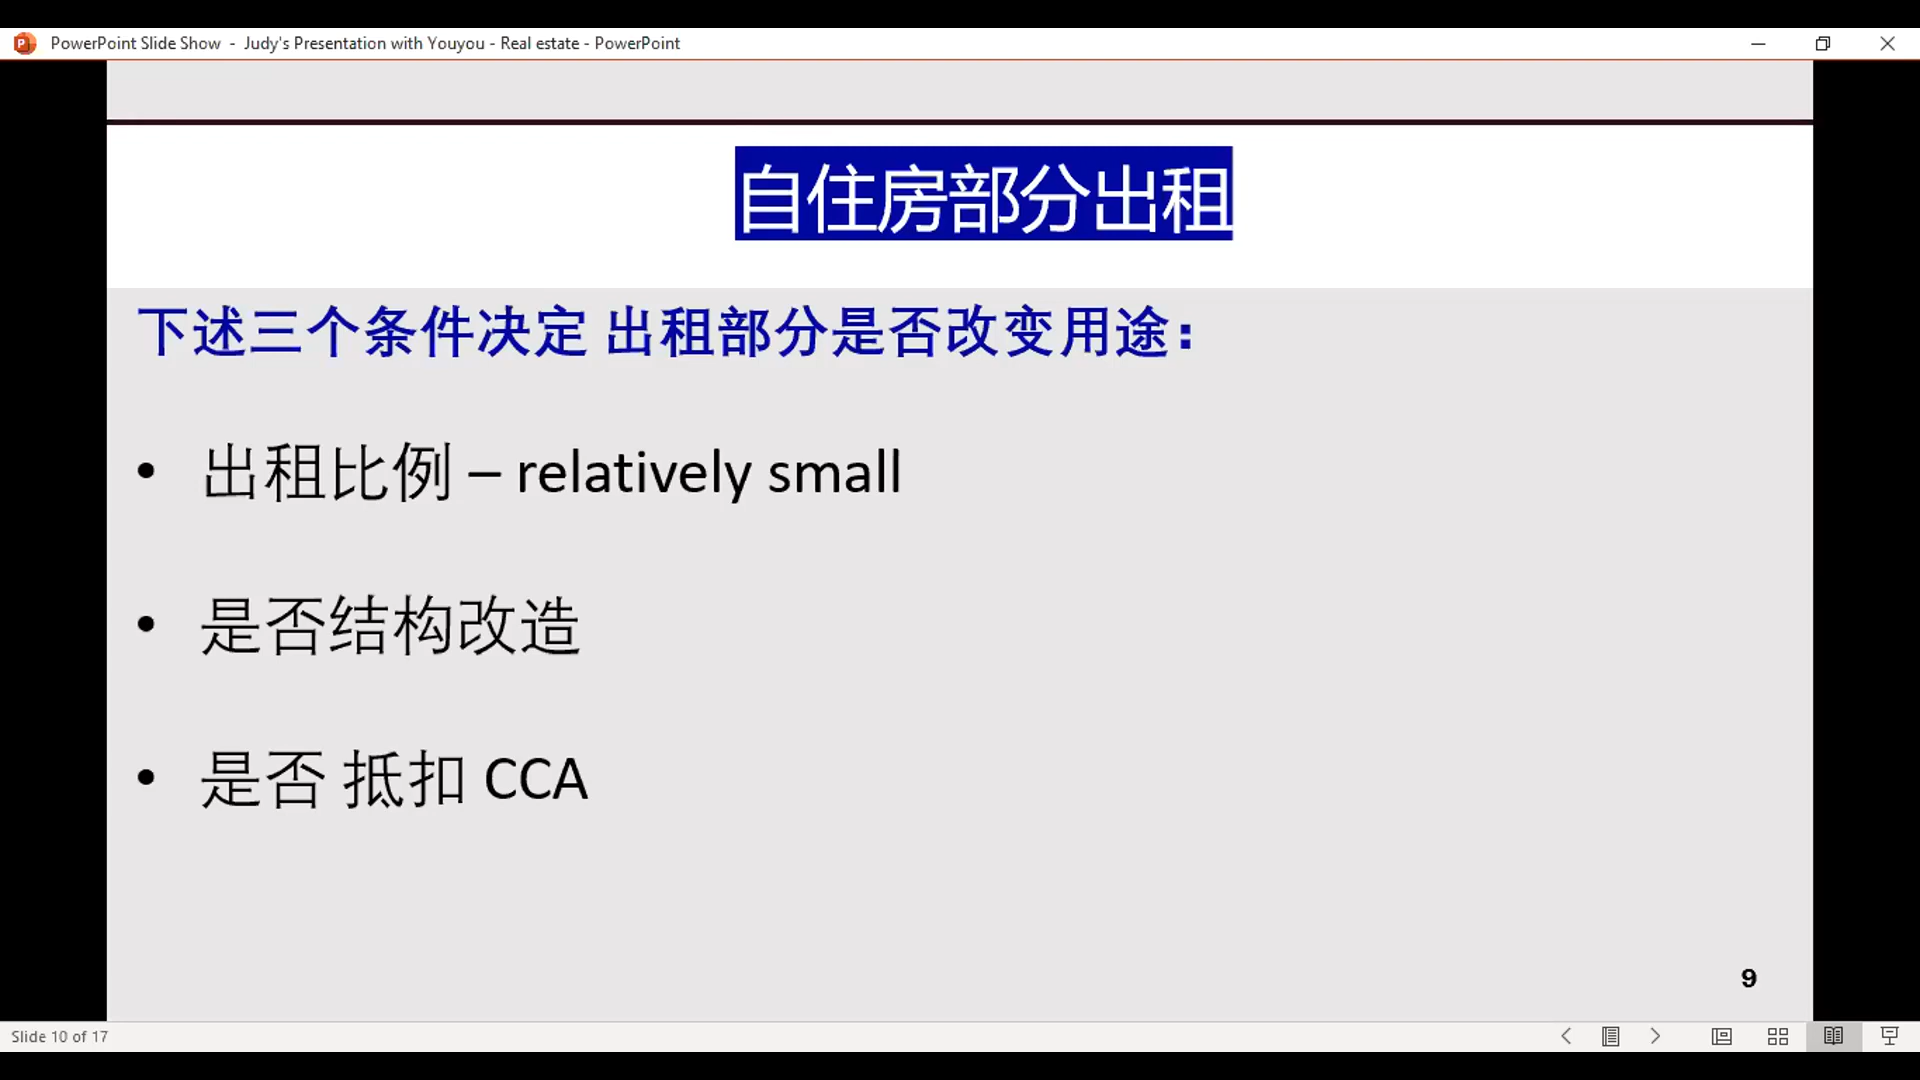 PowerPoint Slide Show - Judy's Presentation with Youyou - Real estate - PowerPoint
自住房部分出租
下述三个条件决定 出租部分是否改变用途：
• 出租比例 – relatively small
• 是否结构改造
• 是否 抵扣 CCA
9
Slide 10 of 17